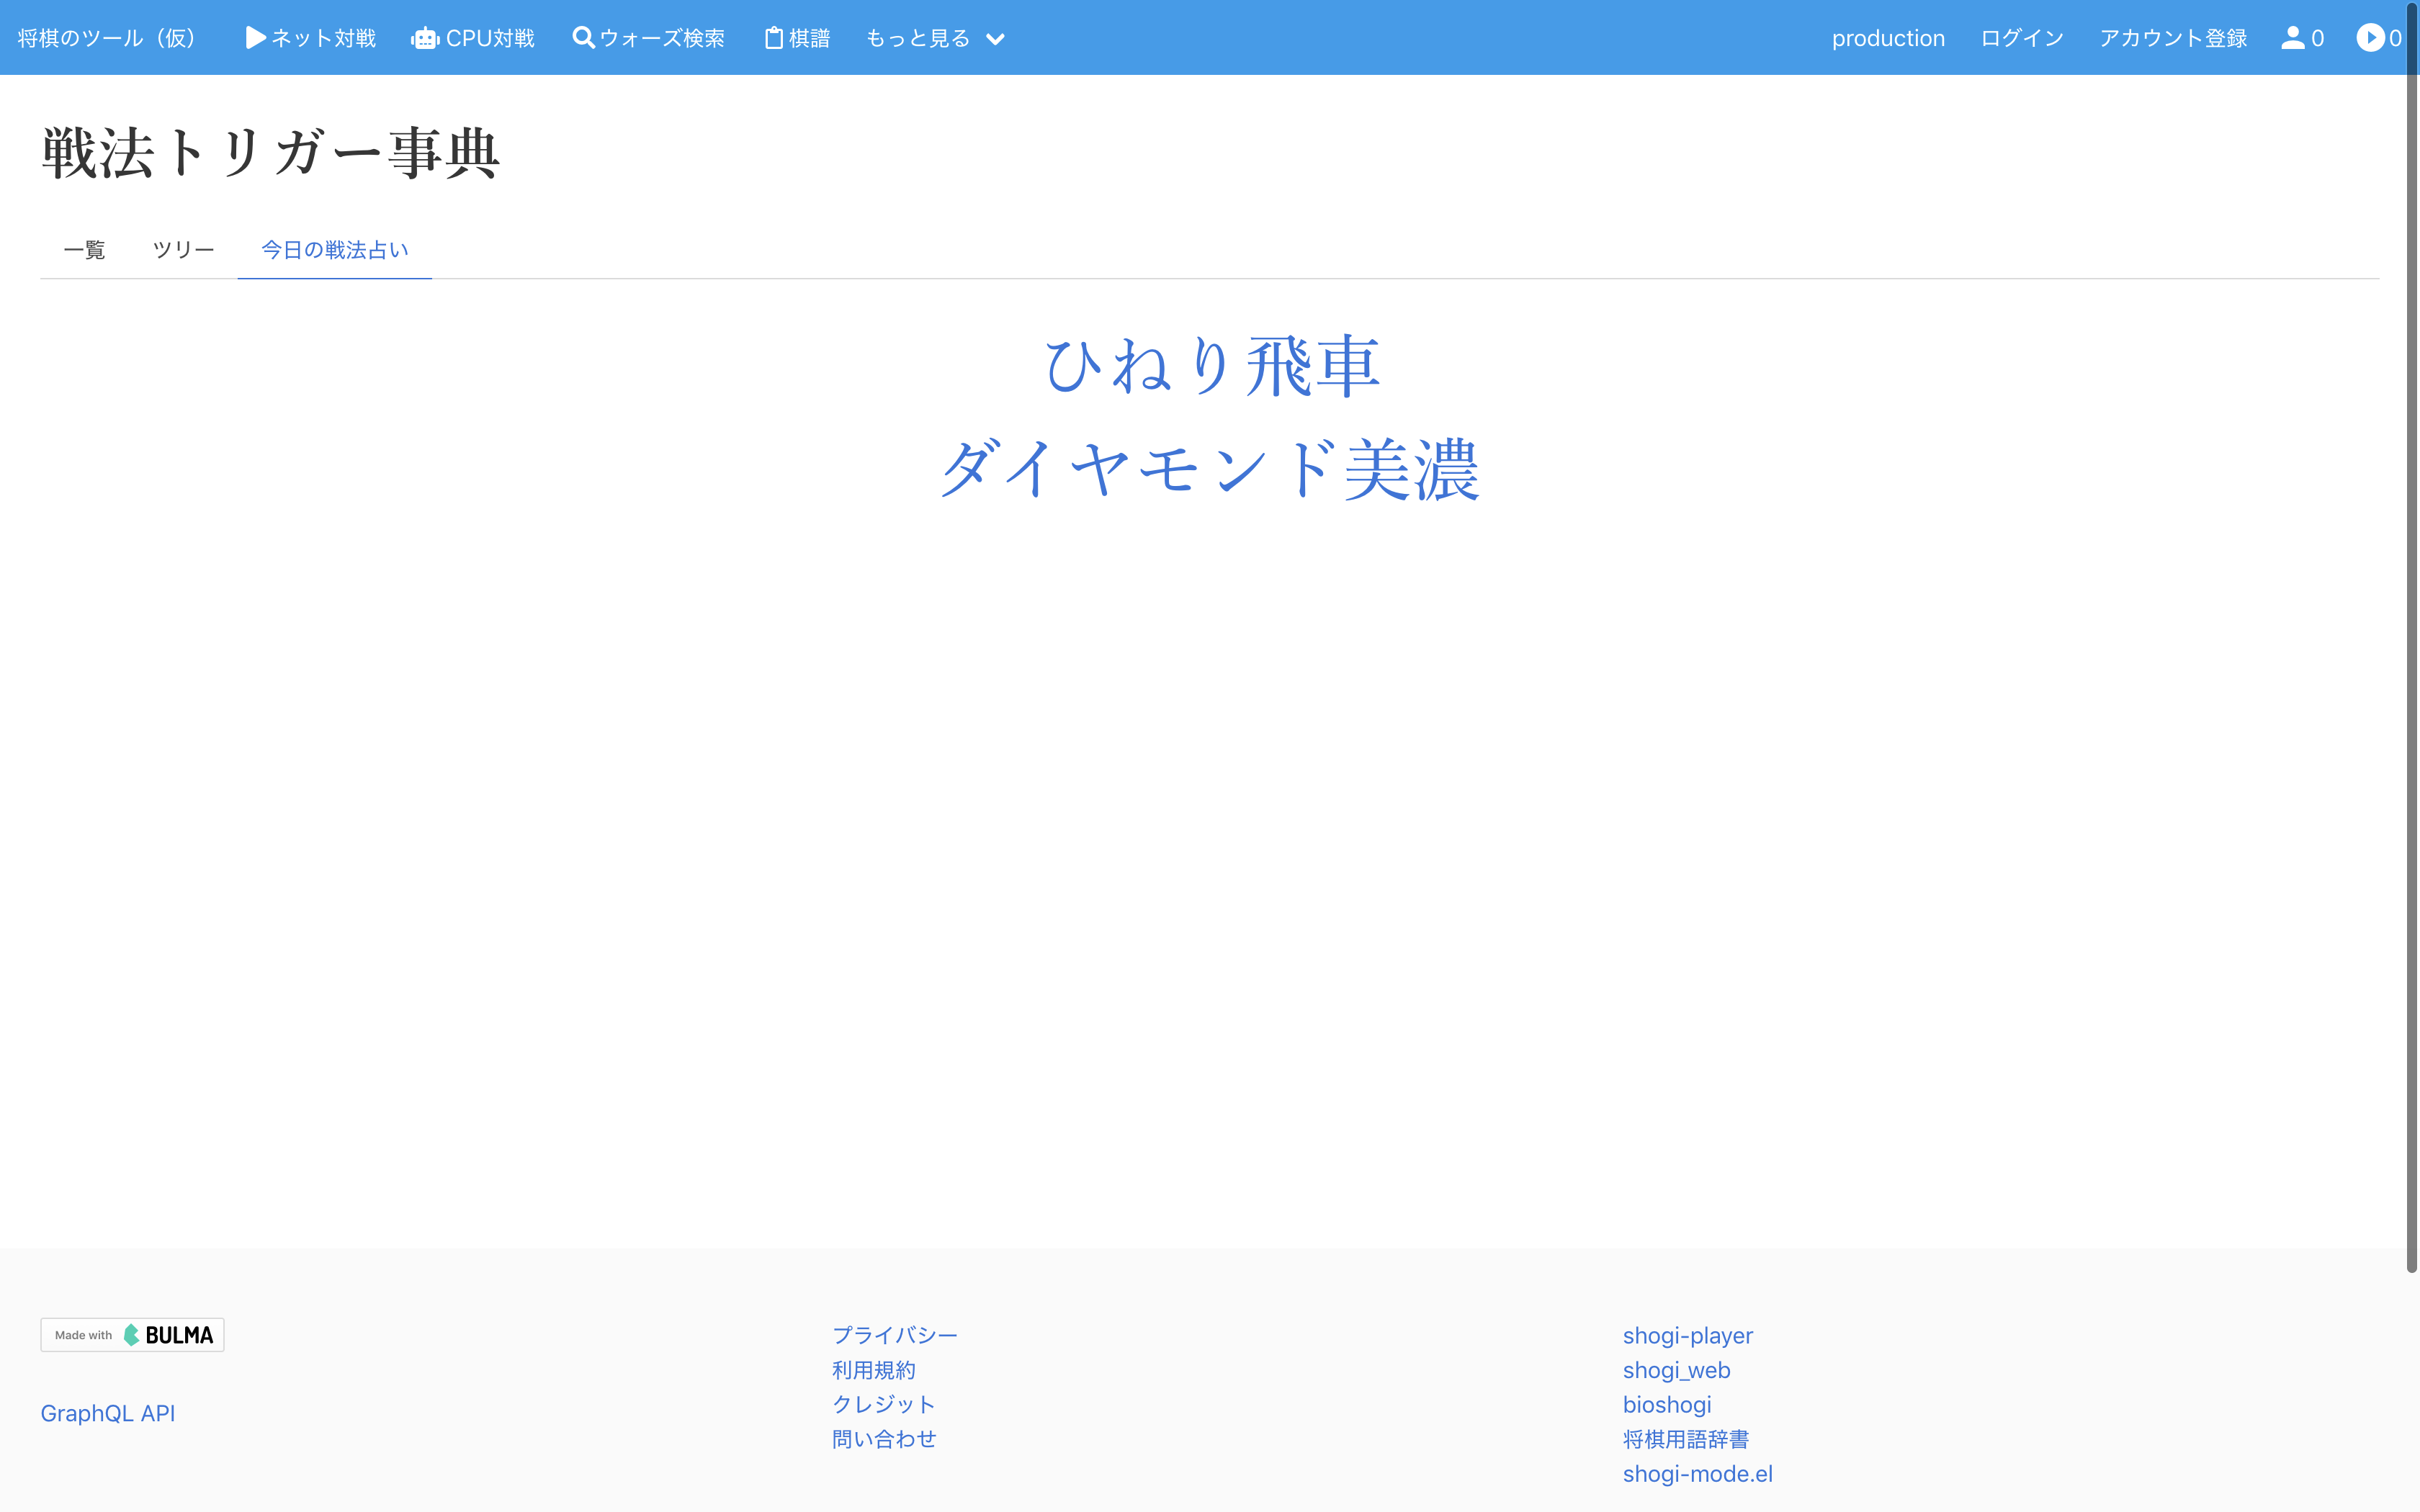 将棋のツール（仮） ネット対戦 CPU対戦 ウォーズ検索 棋譜 もっと見る production ログイン アカウント登録 0 0
戦法トリガー事典
一覧 ツリー 今日の戦法占い
ひねり飛車
ダイヤモンド美濃
Made with BULMA
GraphQL API
プライバシー
利用規約
クレジット
問い合わせ
shogi-player
shogi_web
bioshogi
将棋用語辞書
shogi-mode.el